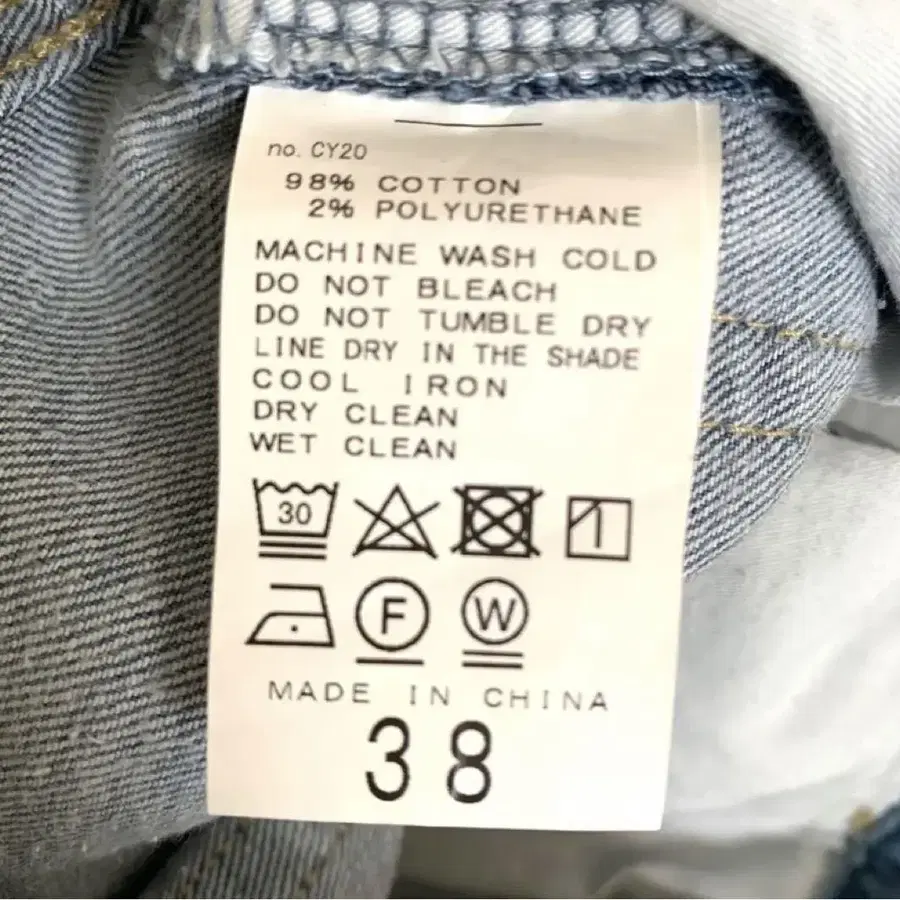 no. CY20
98% COTTON
2% POLYURETHANE
MACHINE WASH COLD
DO NOT BLEACH
DO NOT TUMBLE DRY
LINE DRY IN THE SHADE
COOL IRON
DRY CLEAN
WET CLEAN
30
F W
MADE IN CHINA
38